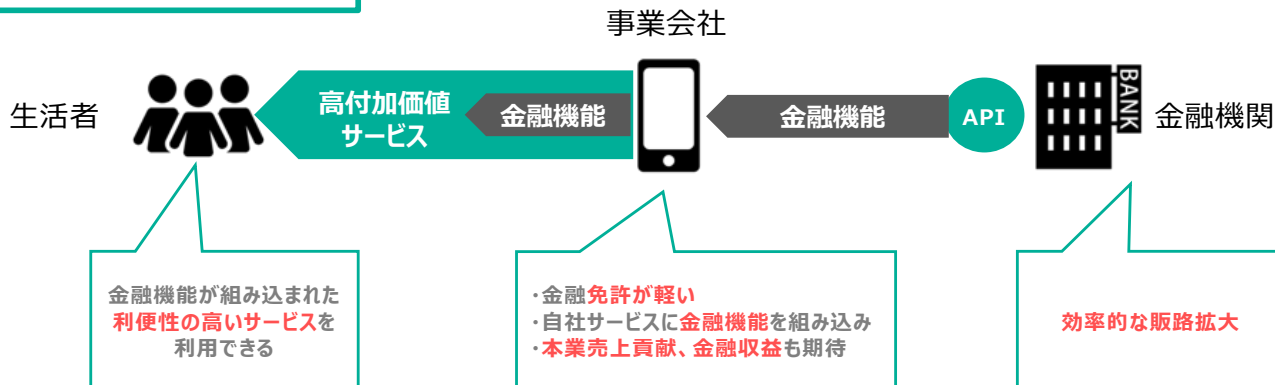 事業会社
生活者
高付加価値
サービス
金融機能
金融機能
API
BANK
金融機関
金融機能が組み込まれた
利便性の高いサービスを
利用できる
・金融免許が軽い
・自社サービスに金融機能を組み込み
・本業売上貢献、金融収益も期待
効率的な販路拡大